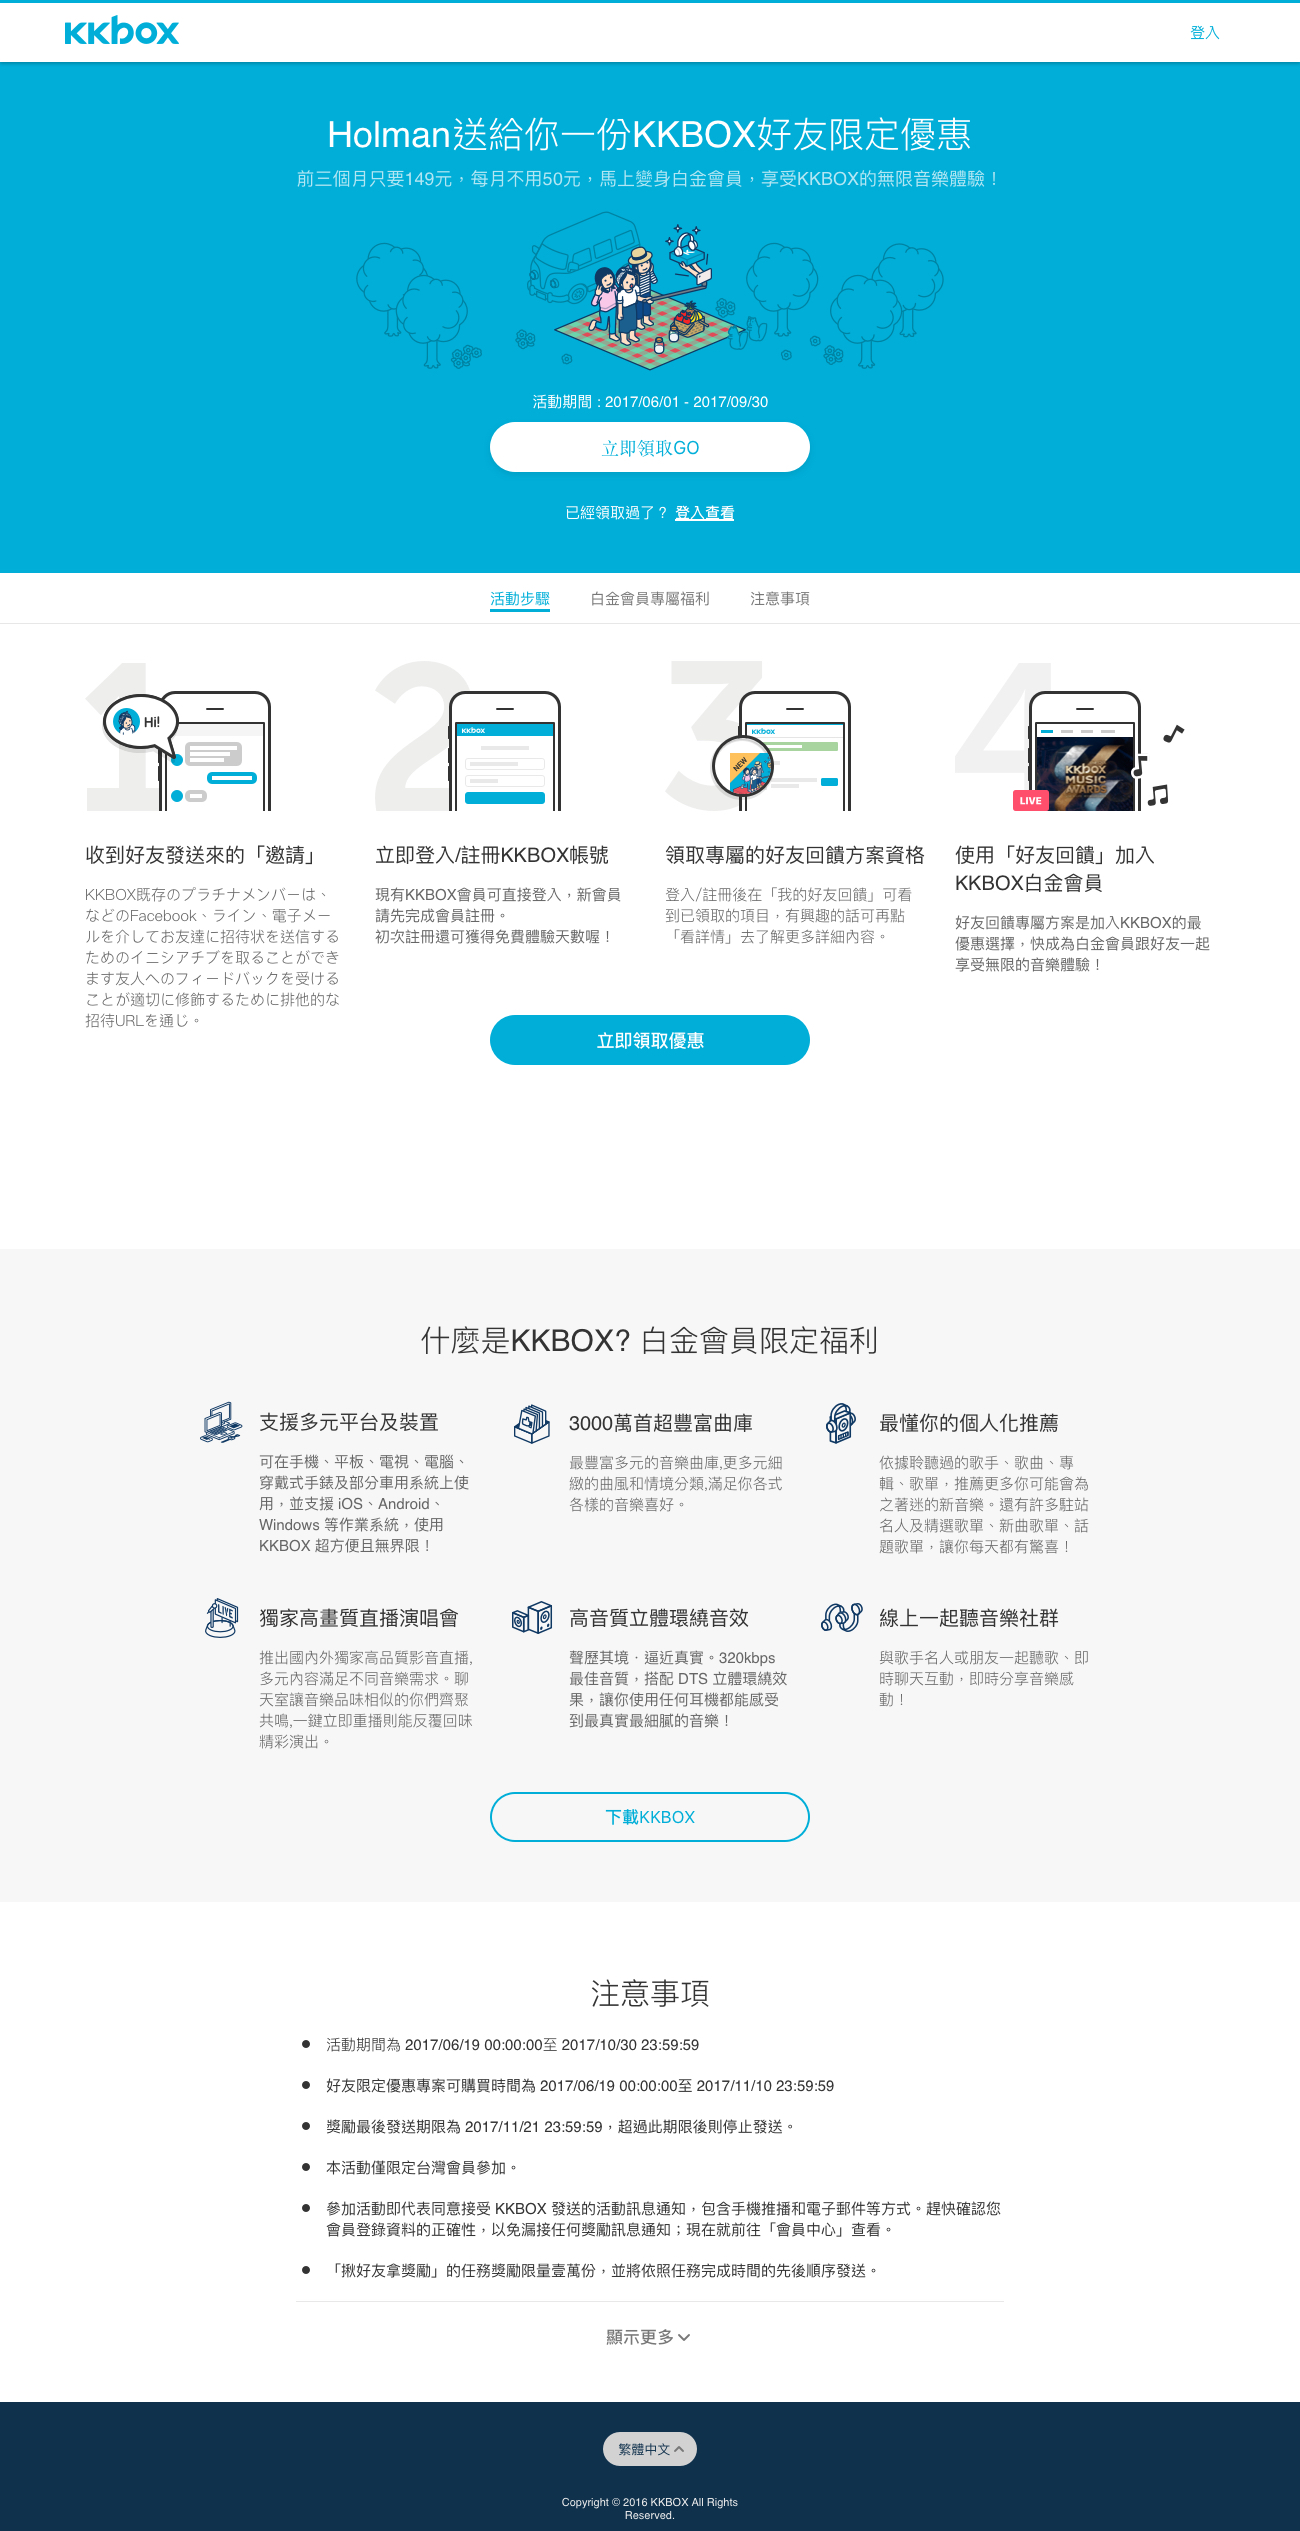 KKBOX
登入
Holman送給你一份KKBOX好友限定優惠
前三個月只要149元，每月不用50元，馬上變身白金會員，享受KKBOX的無限音樂體驗！
活動期間 : 2017/06/01 - 2017/09/30
立即領取GO
已經領取過了？ 登入查看
活動步驟 白金會員專屬福利 注意事項
1
Hi!
2
KKBOX
3
KKBOX
NEW
4
KKBOX
MUSIC
AWARDS
LIVE
收到好友發送來的「邀請」
KKBOX既存のプラチナメンバーは、
などのFacebook、ライン、電子メー
ルを介してお友達に招待状を送信する
ためのイニシアチブを取ることができ
ます友人へのフィードバックを受ける
ことが適切に修飾するために排他的な
招待URLを通じ。
立即登入/註冊KKBOX帳號
現有KKBOX會員可直接登入，新會員
請先完成會員註冊。
初次註冊還可獲得免費體驗天數喔！
領取專屬的好友回饋方案資格
登入/註冊後在「我的好友回饋」可看
到已領取的項目，有興趣的話可再點
「看詳情」去了解更多詳細內容。
使用「好友回饋」加入
KKBOX白金會員
好友回饋專屬方案是加入KKBOX的最
優惠選擇，快成為白金會員跟好友一起
享受無限的音樂體驗！
立即領取優惠
什麼是KKBOX? 白金會員限定福利
支援多元平台及裝置
可在手機、平板、電視、電腦、
穿戴式手錶及部分車用系統上使
用，並支援 iOS、Android、
Windows 等作業系統，使用
KKBOX 超方便且無界限！
3000萬首超豐富曲庫
最豐富多元的音樂曲庫,更多元細
緻的曲風和情境分類,滿足你各式
各樣的音樂喜好。
最懂你的個人化推薦
依據聆聽過的歌手、歌曲、專
輯、歌單，推薦更多你可能會為
之著迷的新音樂。還有許多駐站
名人及精選歌單、新曲歌單、話
題歌單，讓你每天都有驚喜！
LIVE
獨家高畫質直播演唱會
推出國內外獨家高品質影音直播,
多元內容滿足不同音樂需求。聊
天室讓音樂品味相似的你們齊聚
共鳴,一鍵立即重播則能反覆回味
精彩演出。
高音質立體環繞音效
聲歷其境．逼近真實。320kbps
最佳音質，搭配 DTS 立體環繞效
果，讓你使用任何耳機都能感受
到最真實最細膩的音樂！
線上一起聽音樂社群
與歌手名人或朋友一起聽歌、即
時聊天互動，即時分享音樂感
動！
下載KKBOX
注意事項
活動期間為 2017/06/19 00:00:00至 2017/10/30 23:59:59
好友限定優惠專案可購買時間為 2017/06/19 00:00:00至 2017/11/10 23:59:59
獎勵最後發送期限為 2017/11/21 23:59:59，超過此期限後則停止發送。
本活動僅限定台灣會員參加。
參加活動即代表同意接受 KKBOX 發送的活動訊息通知，包含手機推播和電子郵件等方式。趕快確認您
會員登錄資料的正確性，以免漏接任何獎勵訊息通知；現在就前往「會員中心」查看。
「揪好友拿獎勵」的任務獎勵限量壹萬份，並將依照任務完成時間的先後順序發送。
顯示更多
繁體中文
Copyright © 2016 KKBOX All Rights
Reserved.